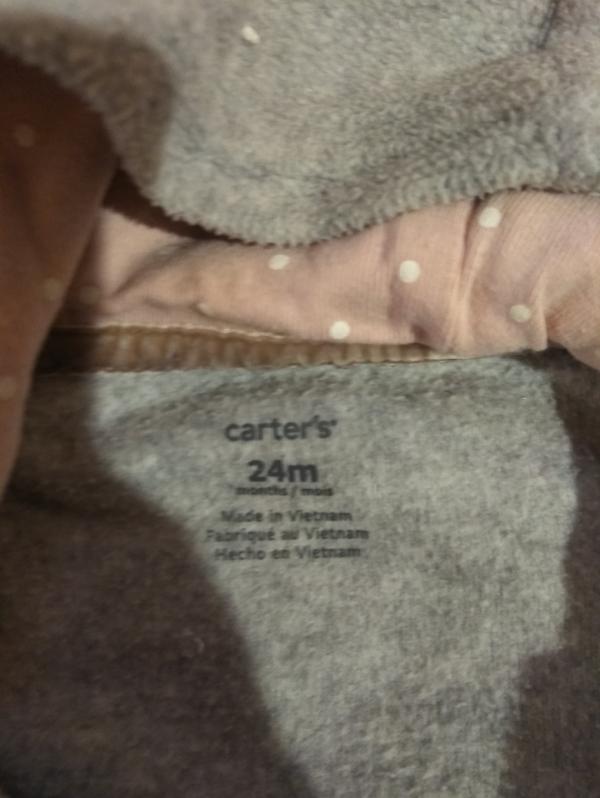 carter's
24m
months / mois
Made in Vietnam
Fabriqué au Vietnam
Hecho en Vietnam